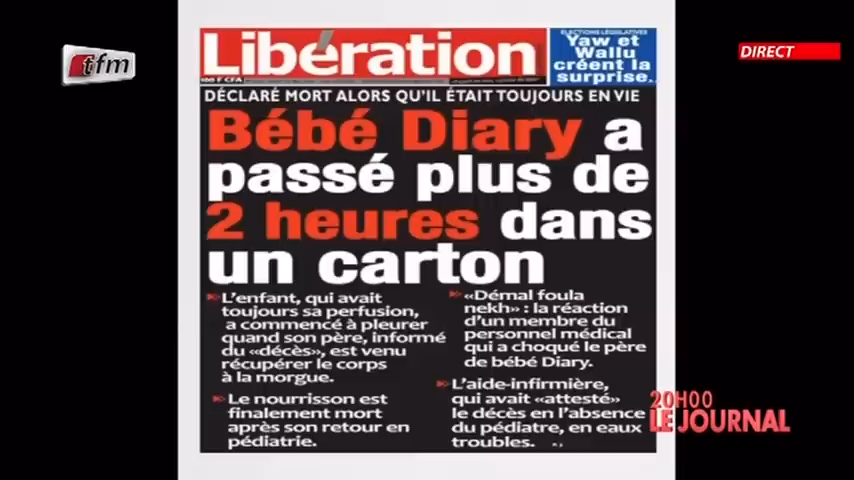 tfm
DIRECT
Libération
100 F CFA
ELECTIONS LÉGISLATIVES
Yaw et
Wallu
créent la
surprise.
DÉCLARÉ MORT ALORS QU'IL ÉTAIT TOUJOURS EN VIE
Bébé Diary a
passé plus de
2 heures dans
un carton
L'enfant, qui avait
toujours sa perfusion,
a commencé à pleurer
quand son père, informé
du «décès», est venu
récupérer le corps
à la morgue.
Le nourrisson est
finalement mort
après son retour en
pédiatrie.
«Démal foula
nekh» : la réaction
d'un membre du
personnel médical
qui a choqué le père
de bébé Diary.
L'aide-infirmière,
qui avait «attesté»
le décès en l'absence
du pédiatre, en eaux
troubles.
20H00
LE JOURNAL